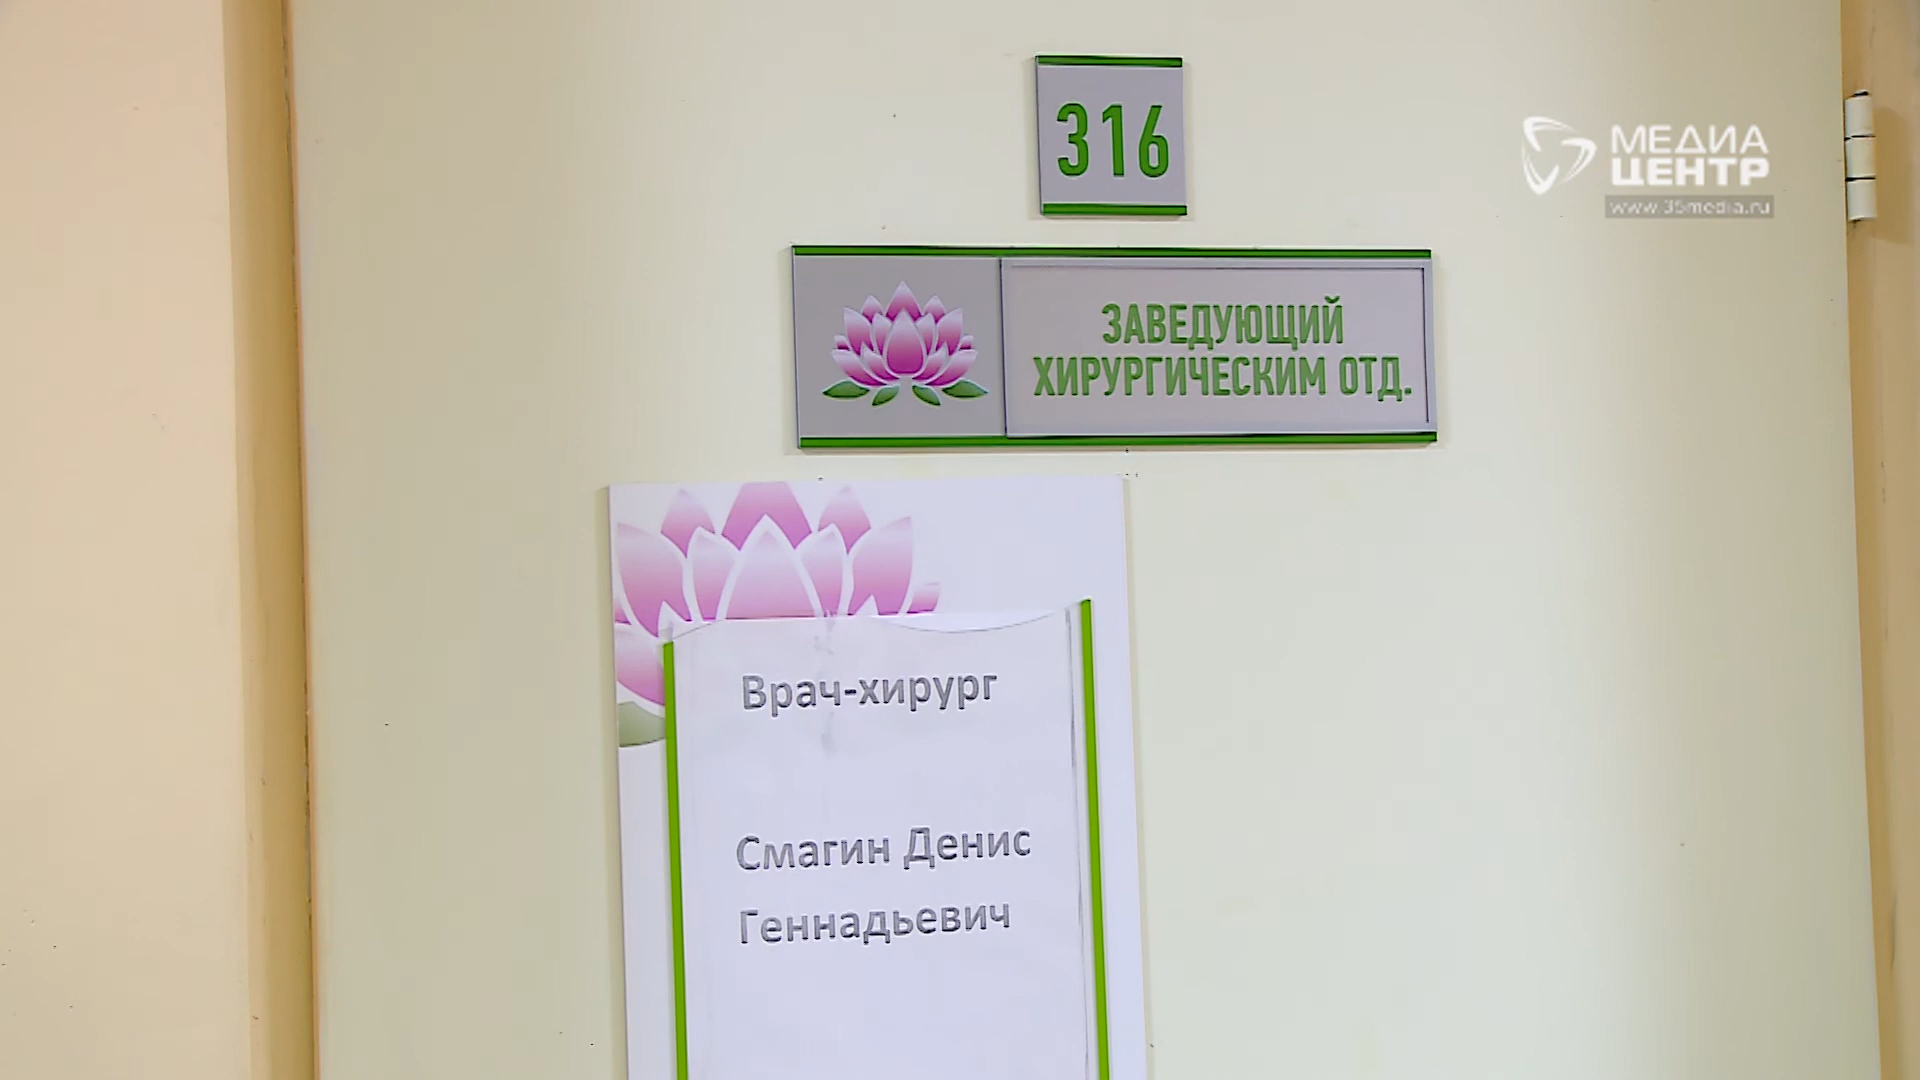 316
МЕДИА
ЦЕНТР
www.35media.ru
ЗАВЕДУЮЩИЙ
ХИРУРГИЧЕСКИМ ОТД.
Врач-хирург
Смагин Денис
Геннадьевич